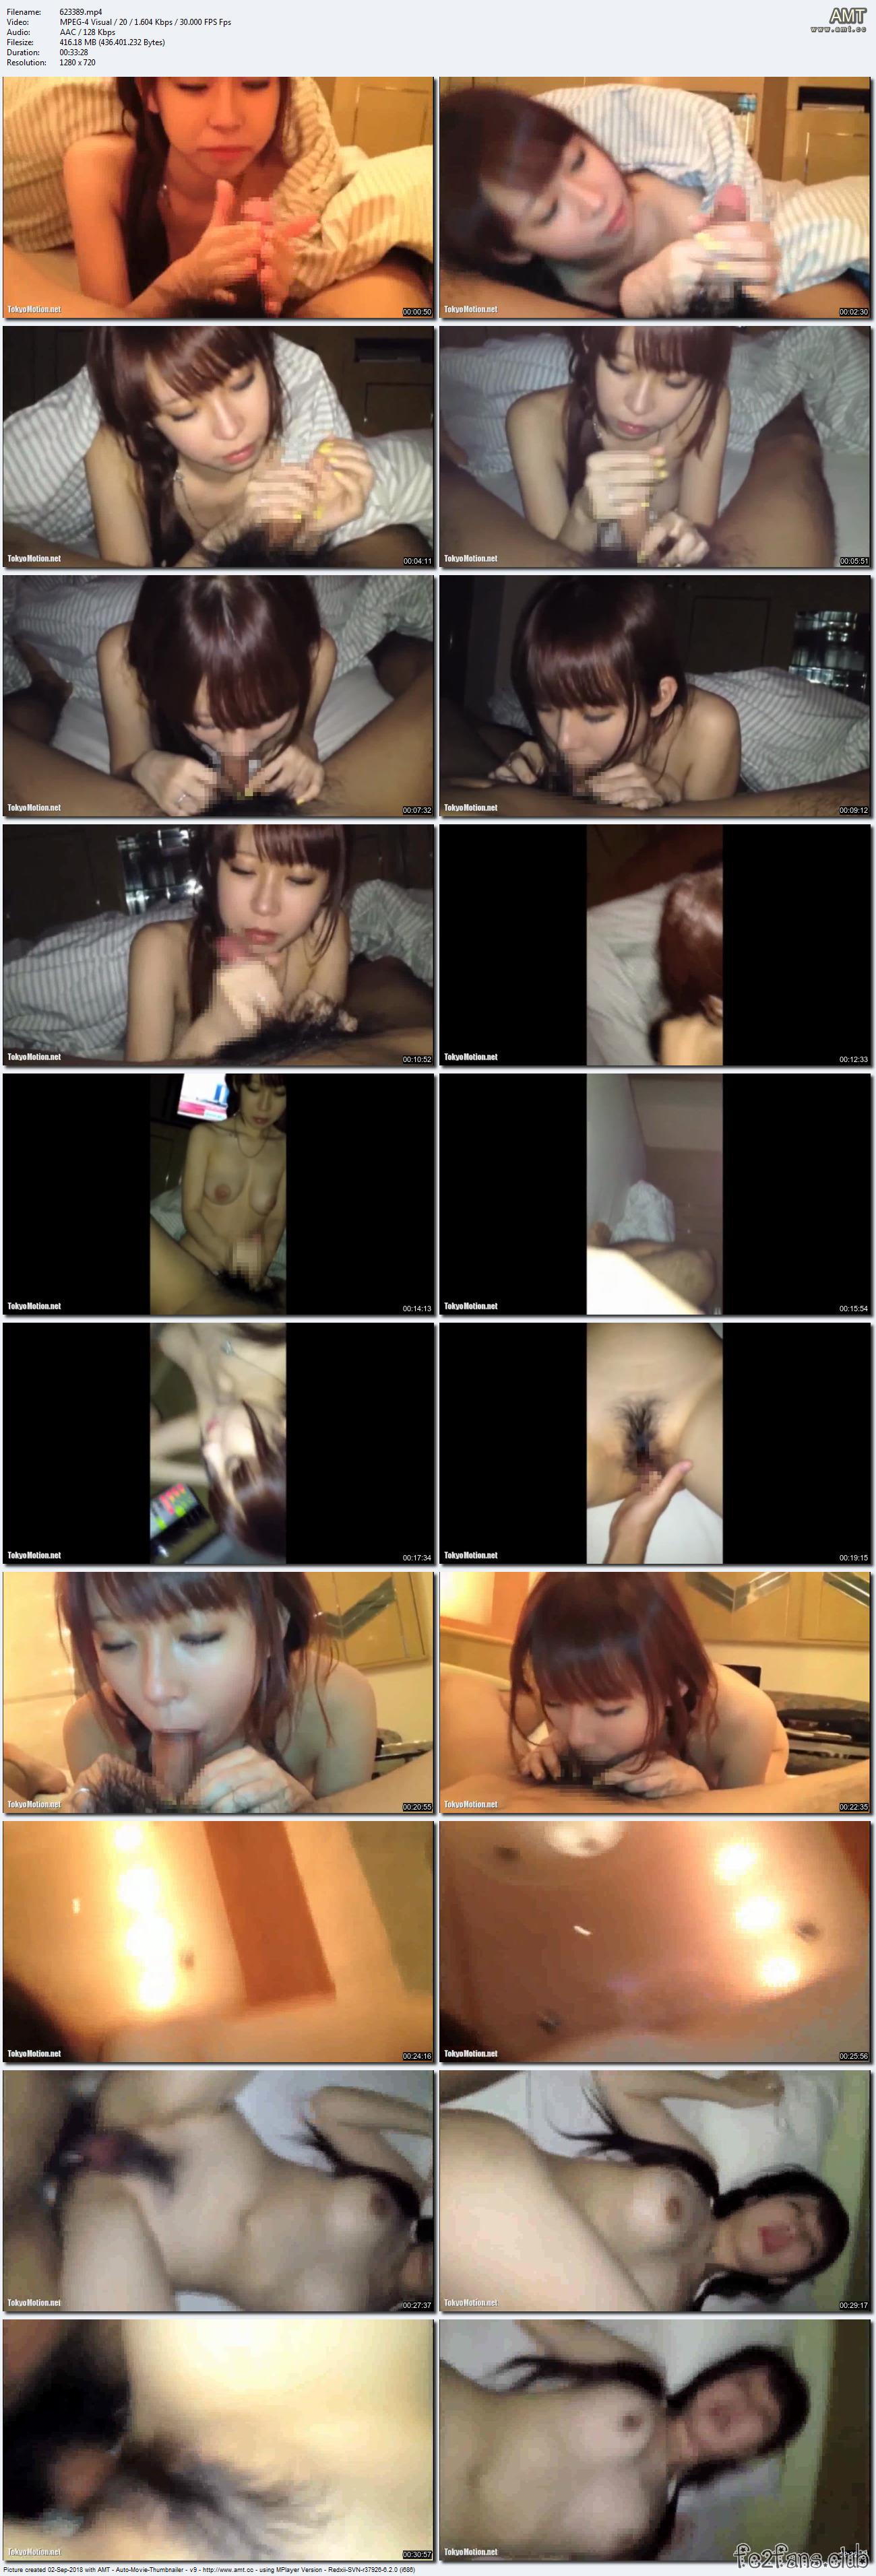 Filename: 623389.mp4
Video: MPEG-4 Visual / 20 / 1.604 Kbps / 30.000 FPS Fps
Audio: AAC / 128 Kbps
Filesize: 416.18 MB (436.401.232 Bytes)
Duration: 00:33:28
Resolution: 1280 x 720
AMT
www.amt.cc
TokyoMotion.net
00:00:50
TokyoMotion.net
00:02:30
TokyoMotion.net
00:04:11
TokyoMotion.net
00:05:51
TokyoMotion.net
00:07:32
TokyoMotion.net
00:09:12
TokyoMotion.net
00:10:52
TokyoMotion.net
00:12:33
TokyoMotion.net
00:14:13
TokyoMotion.net
00:15:54
TokyoMotion.net
00:17:34
TokyoMotion.net
00:19:15
TokyoMotion.net
00:20:55
TokyoMotion.net
00:22:35
TokyoMotion.net
00:24:16
TokyoMotion.net
00:25:56
TokyoMotion.net
00:27:37
TokyoMotion.net
00:29:17
TokyoMotion.net
00:30:57
TokyoMotion.net
fc2fans.club
Picture created 02-Sep-2018 with AMT - Auto-Movie-Thumbnailer - v9 - http://www.amt.cc - using MPlayer Version - Redxii-SVN-r37926-6.2.0 (i686)